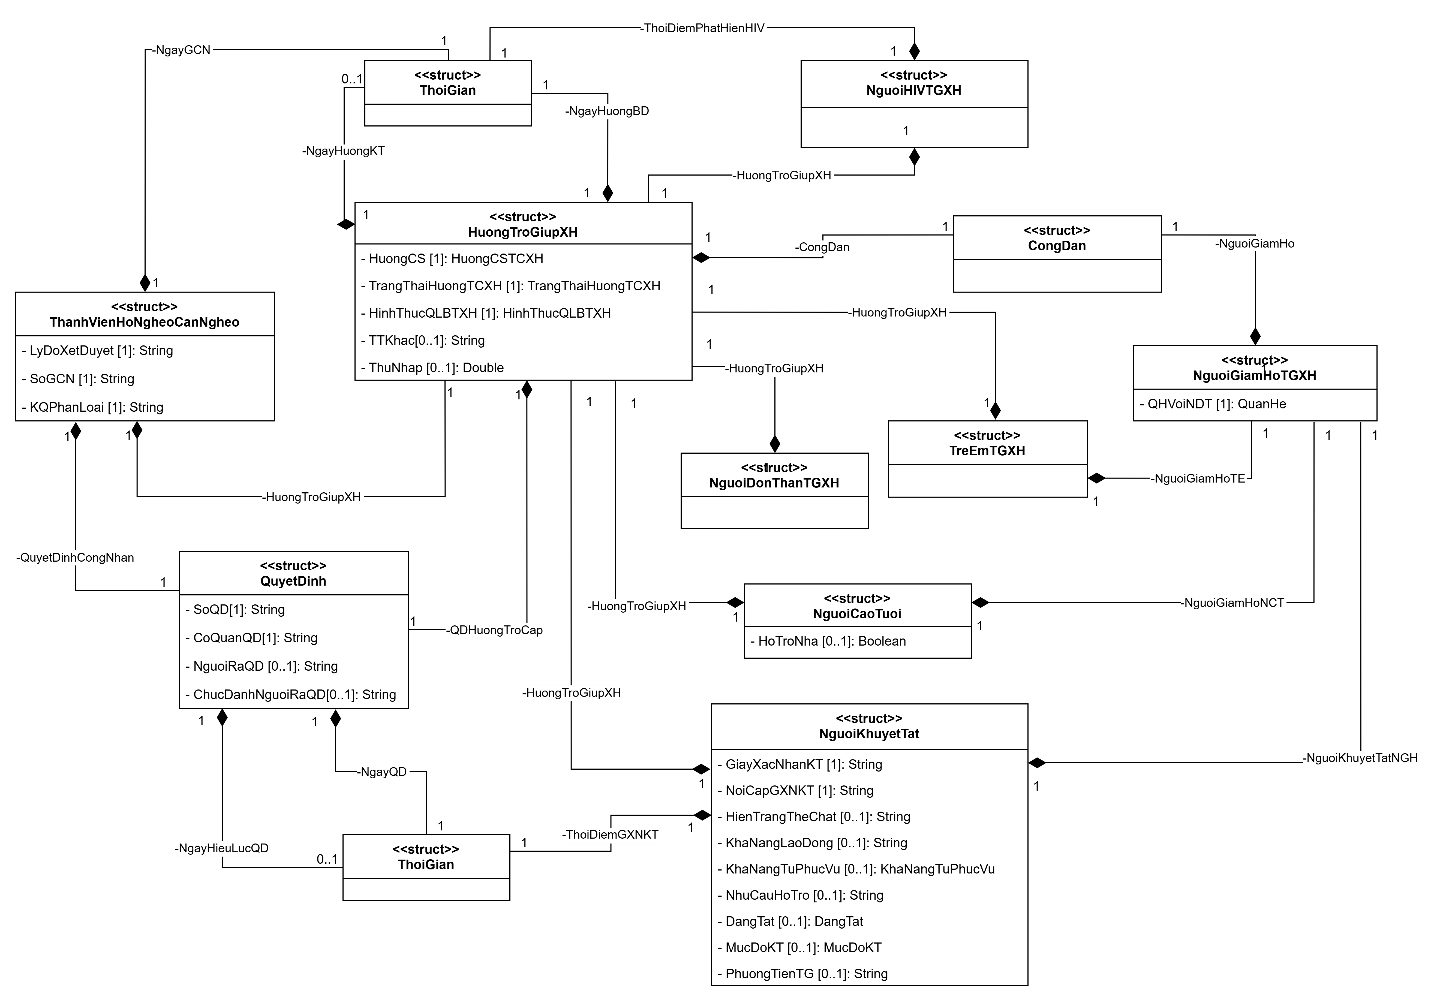 -ThoiDiemPhatHienHIV
1
1
1
-NgayGCN
<<struct>>
ThoiGian
0..1
1
-NgayHuongBD
-NgayHuongKT
<<struct>>
NguoiHIVTGXH
1
-HuongTroGiupXH
1
1
1
<<struct>>
HuongTroGiupXH
- HuongCS [1]: HuongCSTCXH
- TrangThaiHuongTCXH [1]: TrangThaiHuongTCXH
- HinhThucQLBTXH [1]: HinhThucQLBTXH
- TTKhac[0..1]: String
- ThuNhap [0..1]: Double
1
-CongDan
1
<<struct>>
CongDan
1
-NguoiGiamHo
1
-HuongTroGiupXH
1
-HuongTroGiupXH
1
<<struct>>
ThanhVienHoNgheoCanNgheo
- LyDoXetDuyet [1]: String
- SoGCN [1]: String
- KQPhanLoai [1]: String
<<struct>>
1
NguoiGiamHoTGXH
- QHVoiNDT [1]: QuanHe
1
1
1
1
1
1
1
1
1
1
<<struct>>
NguoiDonThanTGXH
<<struct>>
TreEmTGXH
-NguoiGiamHoTE
1
-HuongTroGiupXH
-QuyetDinhCongNhan
1
<<struct>>
QuyetDinh
- SoQD[1]: String
- CoQuanQD[1]: String
- NguoiRaQD [0..1]: String
- ChucDanhNguoiRaQD[0..1]: String
1
-QDHuongTroCap
-HuongTroGiupXH
1
<<struct>>
NguoiCaoTuoi
- HoTroNha [0..1]: Boolean
1
-NguoiGiamHoNCT
-HuongTroGiupXH
1
1
-NgayQD
-NgayHieuLucQD
0..1
1
<<struct>>
ThoiGian
1
-ThoiDiemGXNKT
1
1
<<struct>>
NguoiKhuyetTat
- GiayXacNhanKT [1]: String
- NoiCapGXNKT [1]: String
- HienTrangTheChat [0..1]: String
- KhaNangLaoDong [0..1]: String
- KhaNangTuPhucVu [0..1]: KhaNangTuPhucVu
- NhuCauHoTro [0..1]: String
- DangTat [0..1]: DangTat
- MucDoKT [0..1]: MucDoKT
- PhuongTienTG [0..1]: String
1
-NguoiKhuyetTatNGH